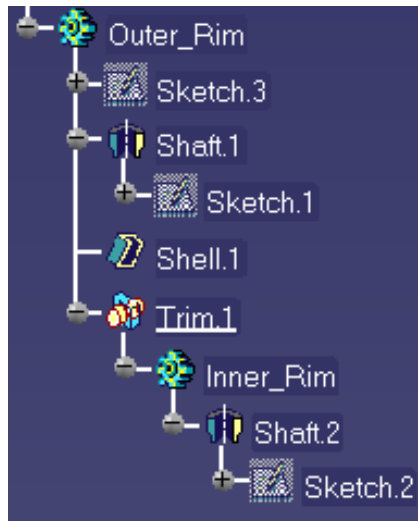 Outer_Rim
Sketch.3
Shaft.1
Sketch.1
Shell.1
Trim.1
Inner_Rim
Shaft.2
Sketch.2